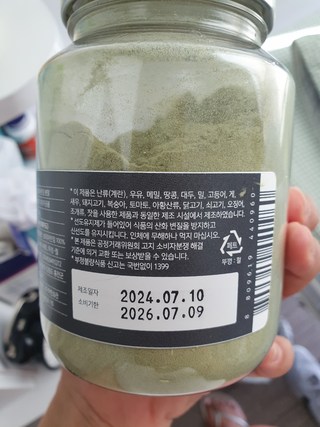 * 이 제품은 난류(계란), 우유, 메밀, 땅콩, 대두, 밀, 고등어, 게,
새우, 돼지고기, 복숭아, 토마토, 아황산류, 닭고기, 쇠고기, 오징어,
조개류, 잣을 사용한 제품과 동일한 제조 시설에서 제조하였습니다.
* 선도유지제가 들어있어 식품의 산화 변질을 방지하고
신선도를 유지시킵니다. 인체에 무해하나 먹지 마십시오.
* 본 제품은 공정거래위원회 고시 소비자분쟁 해결
기준에 의거 교환 또는 보상받을 수 있습니다.
* 부정불량식품 신고는 국번없이 1399
페트
제조일자 2024.07.10
소비기한 2026.07.09
100%